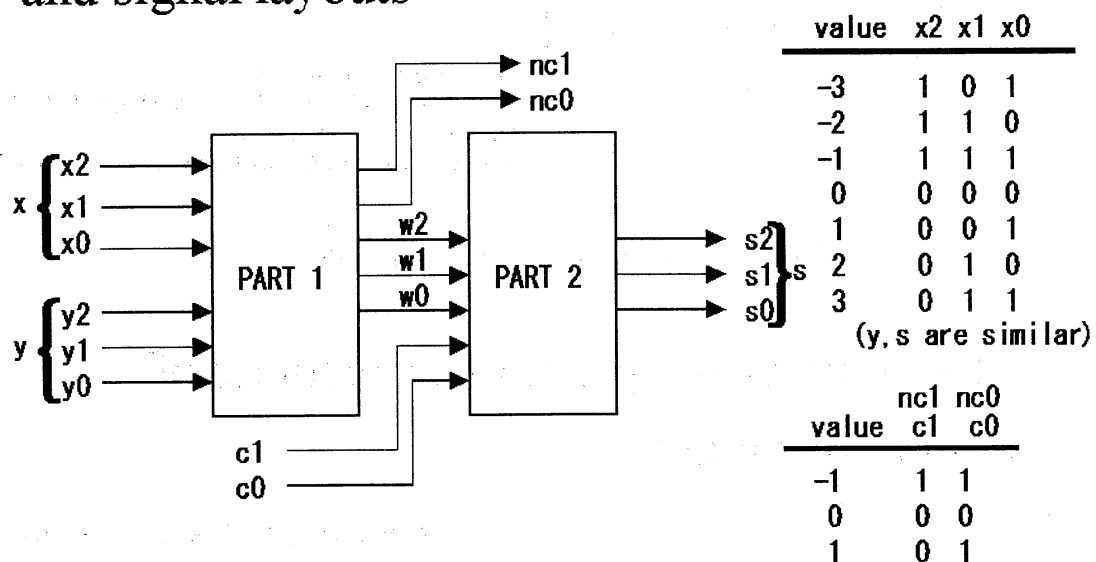 and signal layouts
nc1
nc0
x
x2
x1
x0
y
y2
y1
y0
PART 1
w2
w1
w0
PART 2
c1
c0
s2
s1
s0
s
value x2 x1 x0
-3 1 0 1
-2 1 1 0
-1 1 1 1
0 0 0 0
1 0 0 1
2 0 1 0
3 0 1 1
(y,s are similar)
nc1 nc0
value c1 c0
-1 1 1
0 0 0
1 0 1